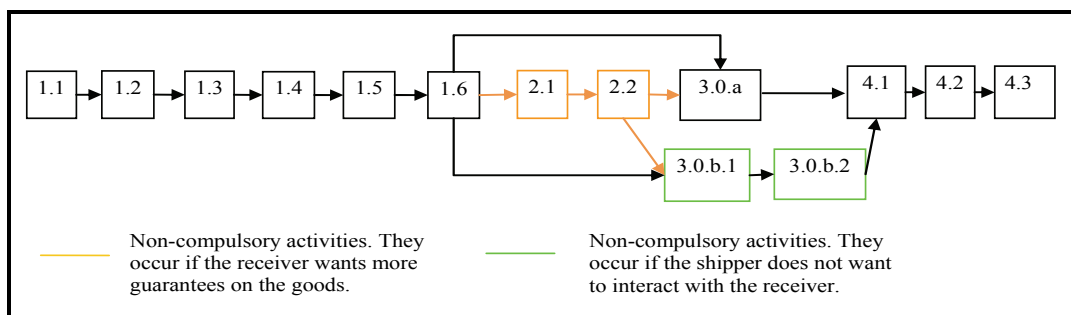 1.1 1.2 1.3 1.4 1.5 1.6 2.1 2.2 3.0.a 4.1 4.2 4.3
3.0.b.1 3.0.b.2
Non-compulsory activities. They
occur if the receiver wants more
guarantees on the goods.
Non-compulsory activities. They
occur if the shipper does not want
to interact with the receiver.